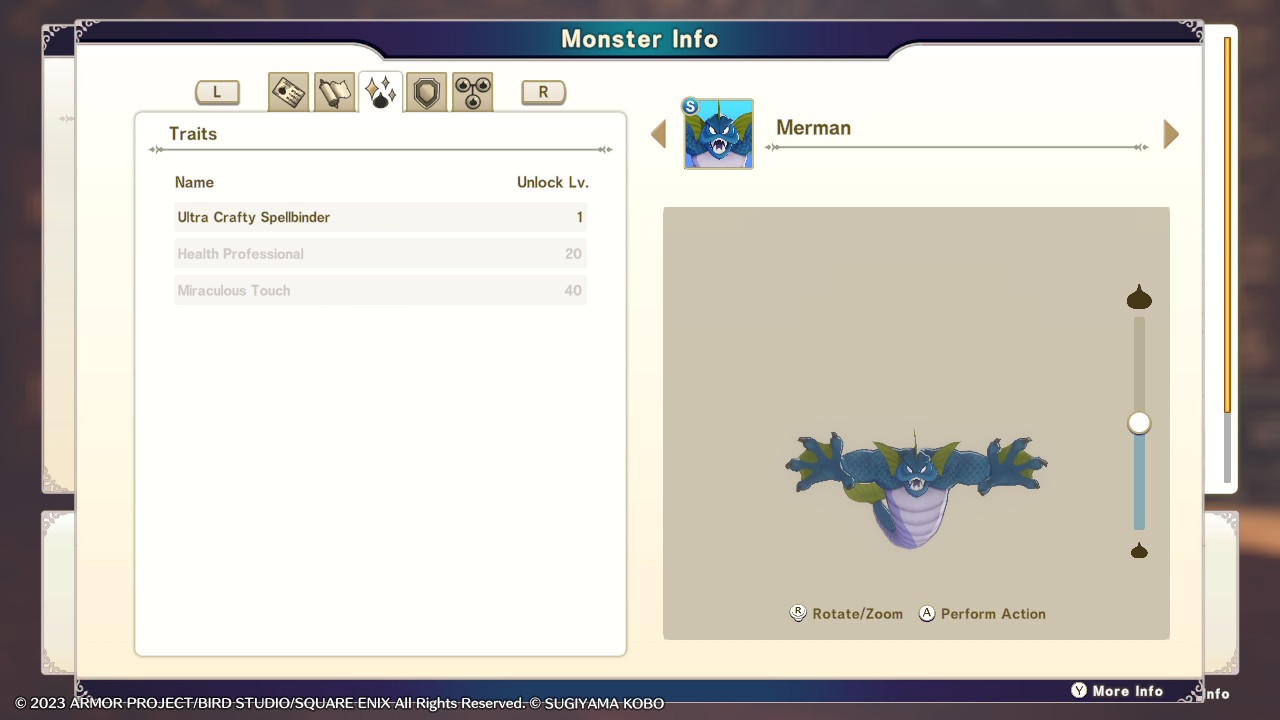 Monster Info
L
R
Traits
Name Unlock Lv.
Ultra Crafty Spellbinder 1
Health Professional 20
Miraculous Touch 40
S
Merman
R Rotate/Zoom A Perform Action
Y More Info
nfo
© 2023 ARMOR PROJECT/BIRD STUDIO/SQUARE ENIX All Rights Reserved. © SUGIYAMA KOBO